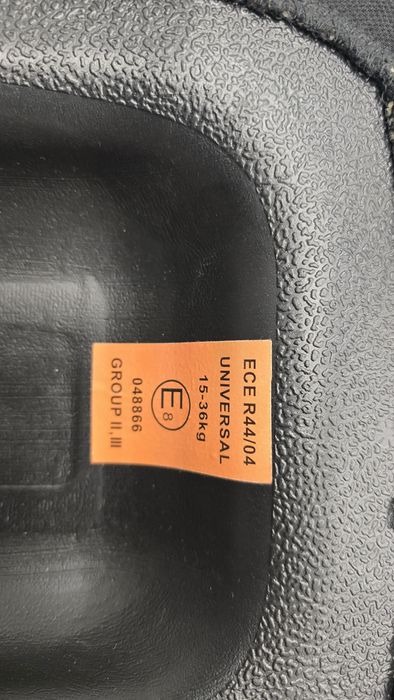 ECE R44/04
UNIVERSAL
15-36kg
E8
048866
GROUP II, III